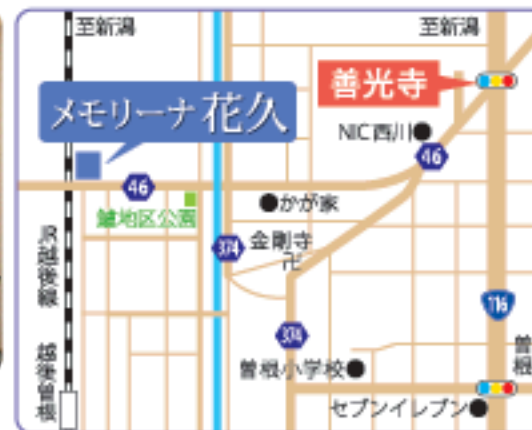 至新潟
至新潟
善光寺
メモリーナ花久
NIC西川
46
46
鱸地区公園
かが家
374
金剛寺
JR越後線
116
374
曽根小学校
越後曽根
曽根
セブンイレブン